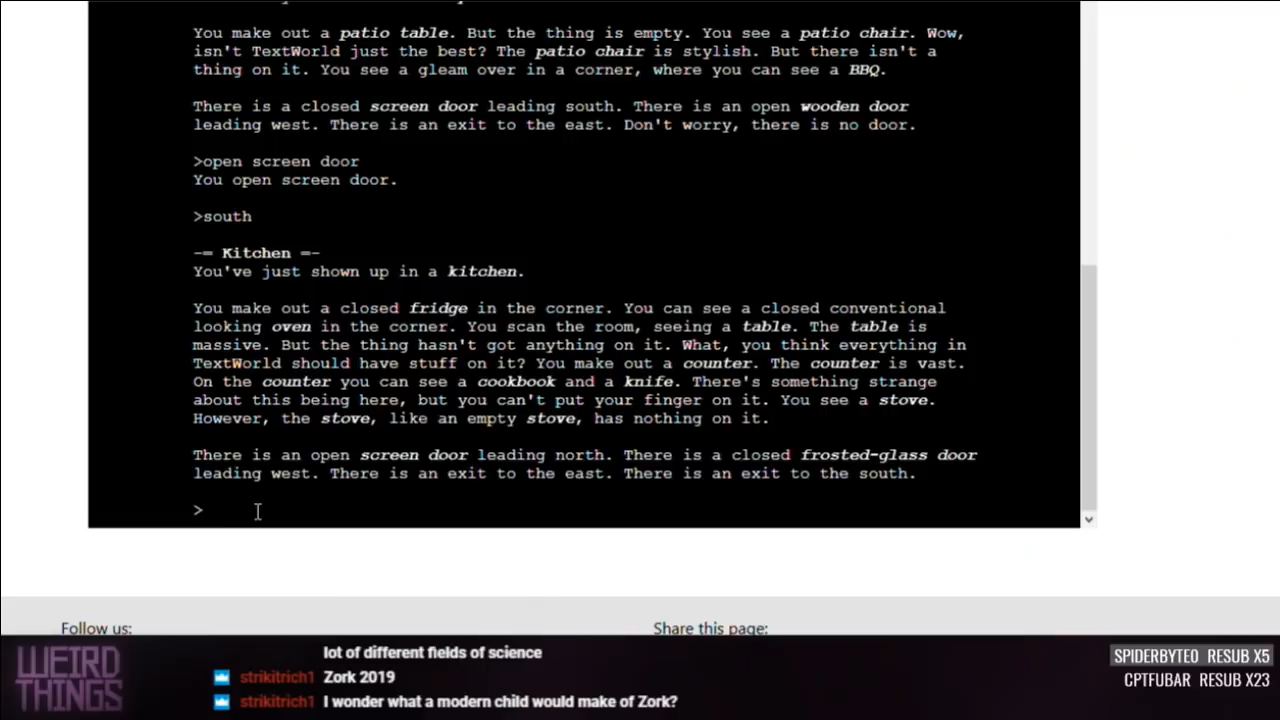 You make out a patio table. But the thing is empty. You see a patio chair. Wow,
isn't TextWorld just the best? The patio chair is stylish. But there isn't a
thing on it. You see a gleam over in a corner, where you can see a BBQ.
There is a closed screen door leading south. There is an open wooden door
leading west. There is an exit to the east. Don't worry, there is no door.
>open screen door
You open screen door.
>south
-= Kitchen =-
You've just shown up in a kitchen.
You make out a closed fridge in the corner. You can see a closed conventional
looking oven in the corner. You scan the room, seeing a table. The table is
massive. But the thing hasn't got anything on it. What, you think everything in
TextWorld should have stuff on it? You make out a counter. The counter is vast.
On the counter you can see a cookbook and a knife. There's something strange
about this being here, but you can't put your finger on it. You see a stove.
However, the stove, like an empty stove, has nothing on it.
There is an open screen door leading north. There is a closed frosted-glass door
leading west. There is an exit to the east. There is an exit to the south.
>
Follow us:
Share this page:
WEIRD
THINGS
lot of different fields of science
strikitrich1 Zork 2019
strikitrich1 I wonder what a modern child would make of Zork?
SPIDERBYTE0 RESUB X5
CPTFUBAR RESUB X23